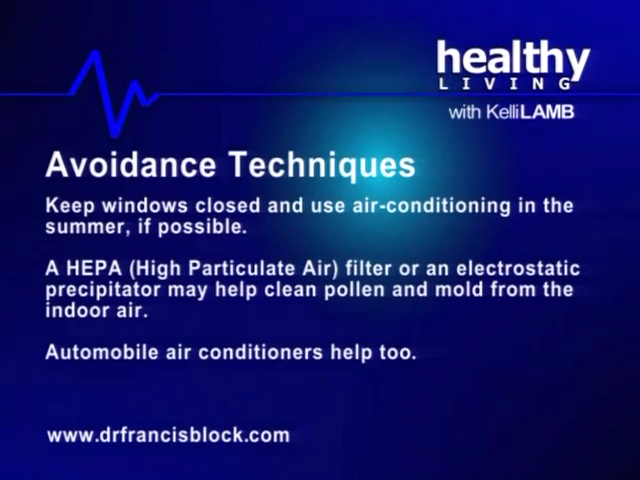 healthy
LIVING
with Kelli LAMB
Avoidance Techniques
Keep windows closed and use air-conditioning in the
summer, if possible.
A HEPA (High Particulate Air) filter or an electrostatic
precipitator may help clean pollen and mold from the
indoor air.
Automobile air conditioners help too.
www.drfrancisblock.com